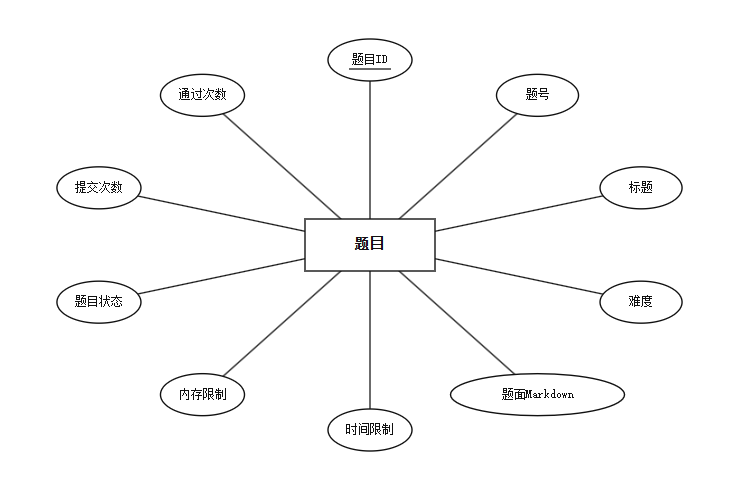 题目ID
通过次数
题号
提交次数
标题
题目
题目状态
难度
内存限制
题面Markdown
时间限制